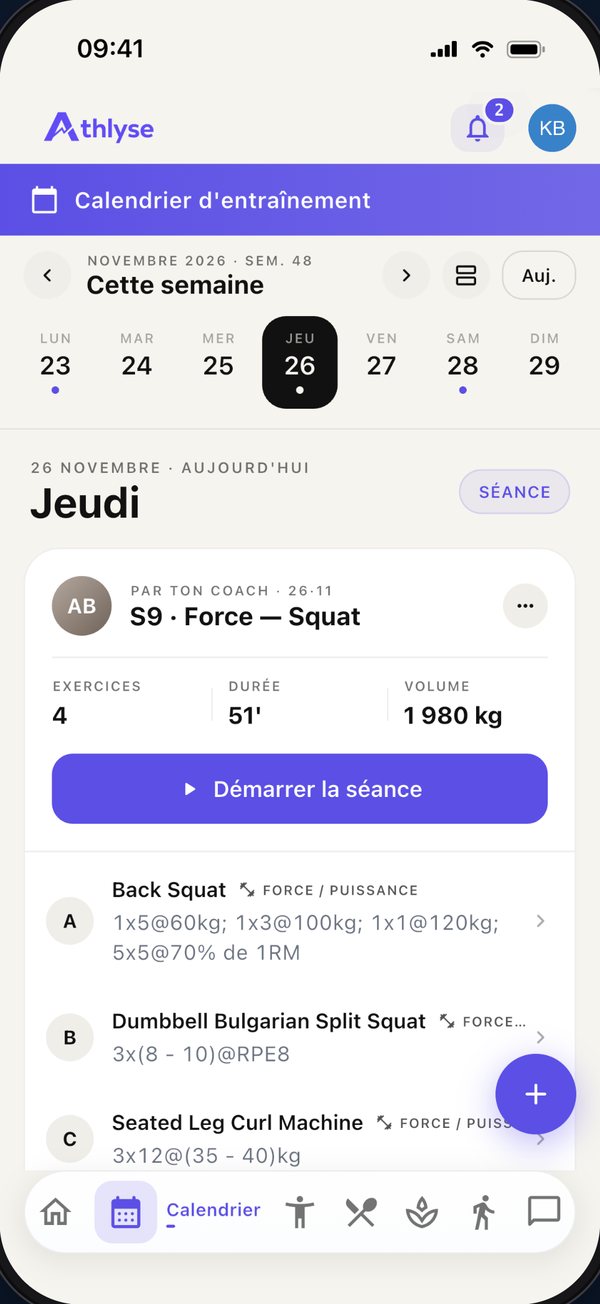 09:41
Athlyse
2
KB
Calendrier d'entraînement
NOVEMBRE 2026 · SEM. 48
Cette semaine
Auj.
LUN MAR MER JEU VEN SAM DIM
23 24 25 26 27 28 29
26 NOVEMBRE · AUJOURD'HUI
Jeudi
SÉANCE
AB
PAR TON COACH · 26·11
S9 · Force — Squat
EXERCICES DURÉE VOLUME
4 51' 1 980 kg
Démarrer la séance
A
Back Squat FORCE / PUISSANCE
1x5@60kg; 1x3@100kg; 1x1@120kg;
5x5@70% de 1RM
B
Dumbbell Bulgarian Split Squat FORCE...
3x(8 - 10)@RPE8
C
Seated Leg Curl Machine FORCE / PUISS
3x12@(35 - 40)kg
Calendrier